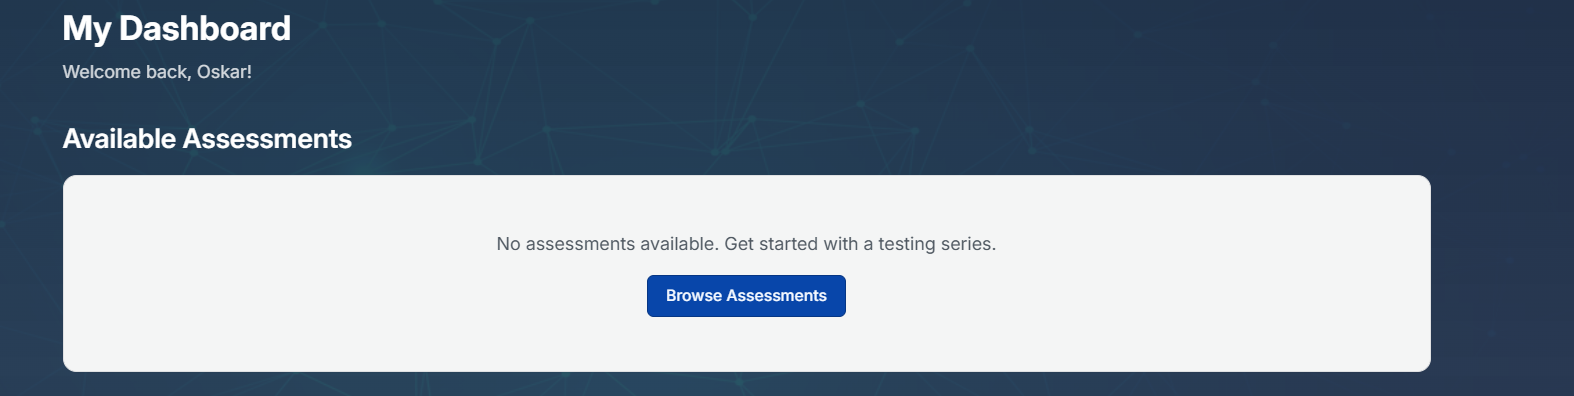 My Dashboard
Welcome back, Oskar!
Available Assessments
No assessments available. Get started with a testing series.
Browse Assessments